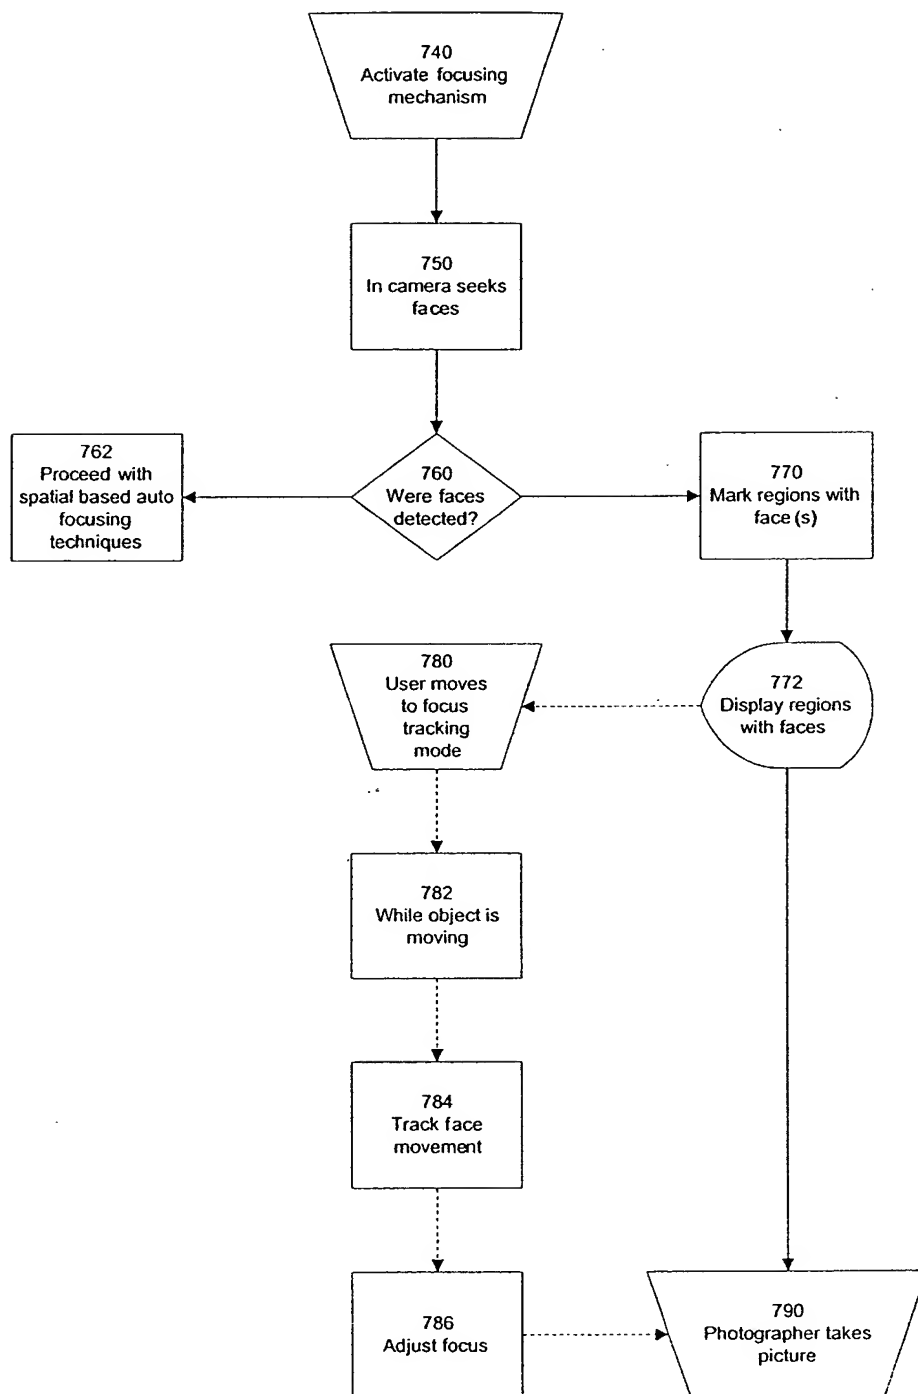 740
Activate focusing
mechanism
750
In camera seeks
faces
762
Proceed with
spatial based auto
focusing
techniques
760
Were faces
detected?
770
Mark regions with
face (s)
780
User moves
to focus
tracking
mode
772
Display regions
with faces
782
While object is
moving
784
Track face
movement
786
Adjust focus
790
Photographer takes
picture